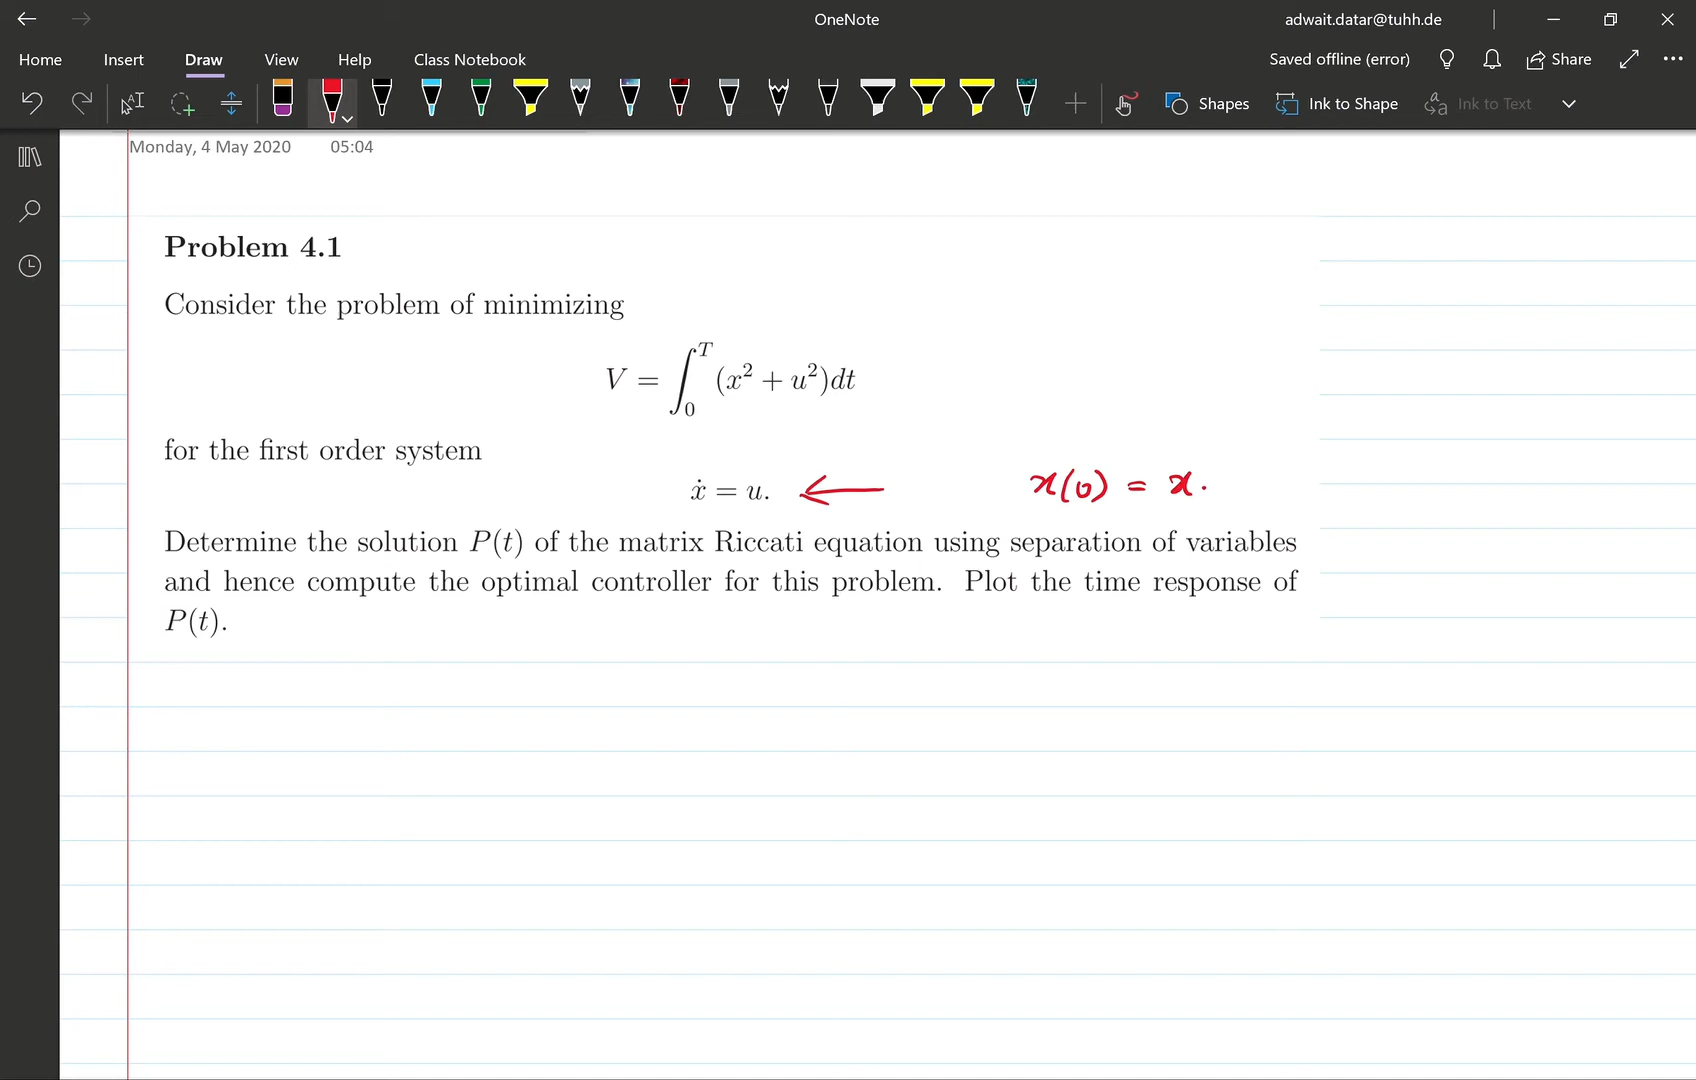 OneNote
adwait.datar@tuhh.de
Home Insert Draw View Help Class Notebook
Saved offline (error) Share
Shapes Ink to Shape Ink to Text
Monday, 4 May 2020 05:04
Problem 4.1
Consider the problem of minimizing
V = ∫₀ᵀ (x² + u²)dt
for the first order system
ẋ = u. ← x(0) = x.
Determine the solution P(t) of the matrix Riccati equation using separation of variables
and hence compute the optimal controller for this problem. Plot the time response of
P(t).